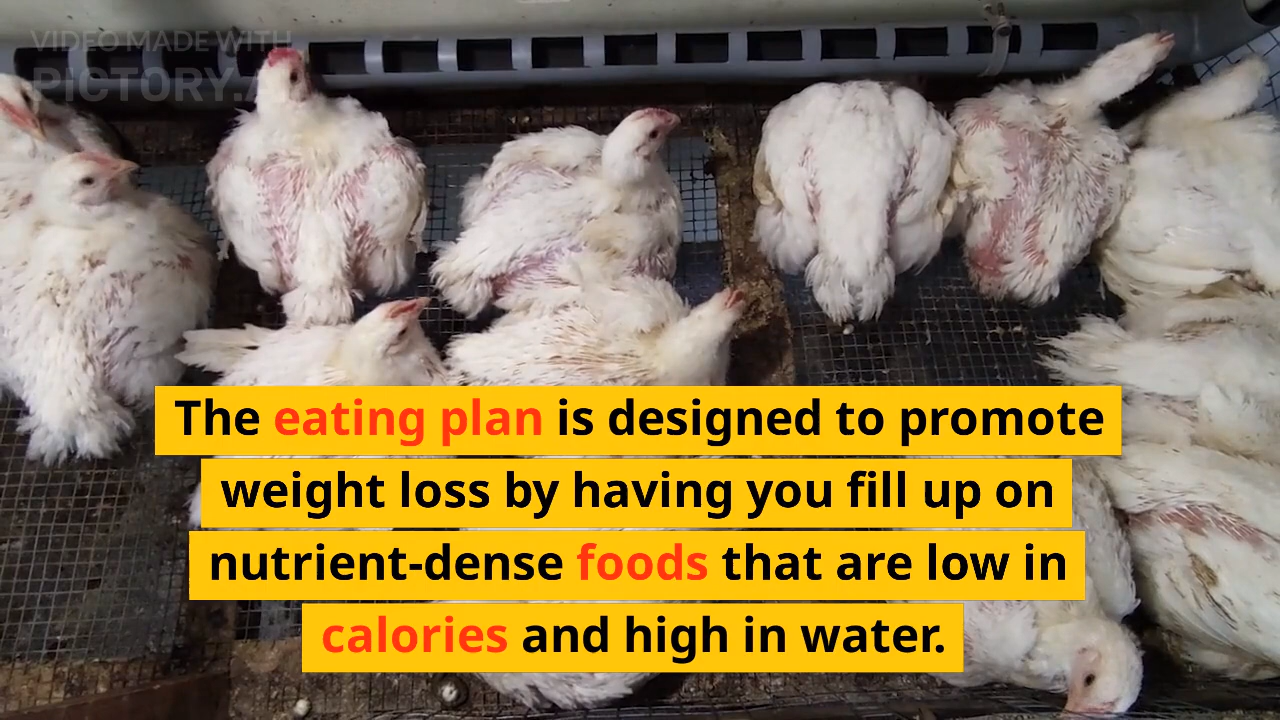 VIDEO MADE WITH
PICTORY.A
The eating plan is designed to promote
weight loss by having you fill up on
nutrient-dense foods that are low in
calories and high in water.